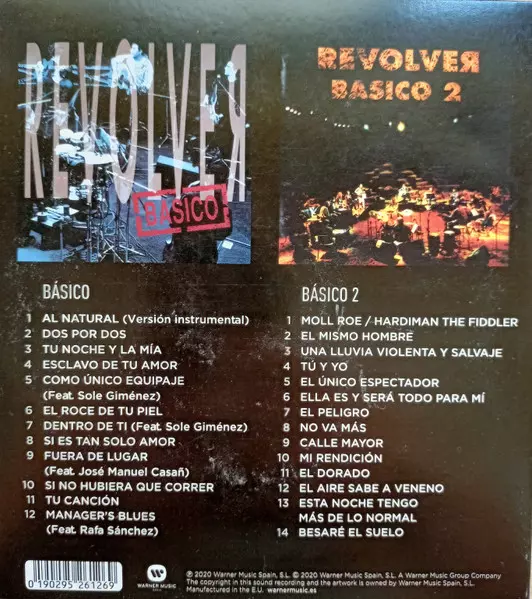 REVOLVER
BÁSICO
REVOLVER
BASICO 2
BÁSICO
1 AL NATURAL (Versión instrumental)
2 DOS POR DOS
3 TU NOCHE Y LA MÍA
4 ESCLAVO DE TU AMOR
5 COMO ÚNICO EQUIPAJE
(Feat. Sole Giménez)
6 EL ROCE DE TU PIEL
7 DENTRO DE TI (Feat. Sole Giménez)
8 SI ES TAN SOLO AMOR
9 FUERA DE LUGAR
(Feat. José Manuel Casañ)
10 SI NO HUBIERA QUE CORRER
11 TU CANCIÓN
12 MANAGER'S BLUES
(Feat. Rafa Sánchez)
BÁSICO 2
1 MOLL ROE / HARDIMAN THE FIDDLER
2 EL MISMO HOMBRE
3 UNA LLUVIA VIOLENTA Y SALVAJE
4 TÚ Y YO
5 EL ÚNICO ESPECTADOR
6 ELLA ES Y SERÁ TODO PARA MÍ
7 EL PELIGRO
8 NO VA MÁS
9 CALLE MAYOR
10 MI RENDICIÓN
11 EL DORADO
12 EL AIRE SABE A VENENO
13 ESTA NOCHE TENGO
MÁS DE LO NORMAL
14 BESARÉ EL SUELO
0 190295 261269
WARNER MUSIC
℗ 2020 Warner Music Spain, S.L. © 2020 Warner Music Spain, S.L. A Warner Music Group Company
The copyright in this sound recording and the artwork is owned by Warner Music Spain, S.L.
Manufactured in the E.U. warnermusic.es